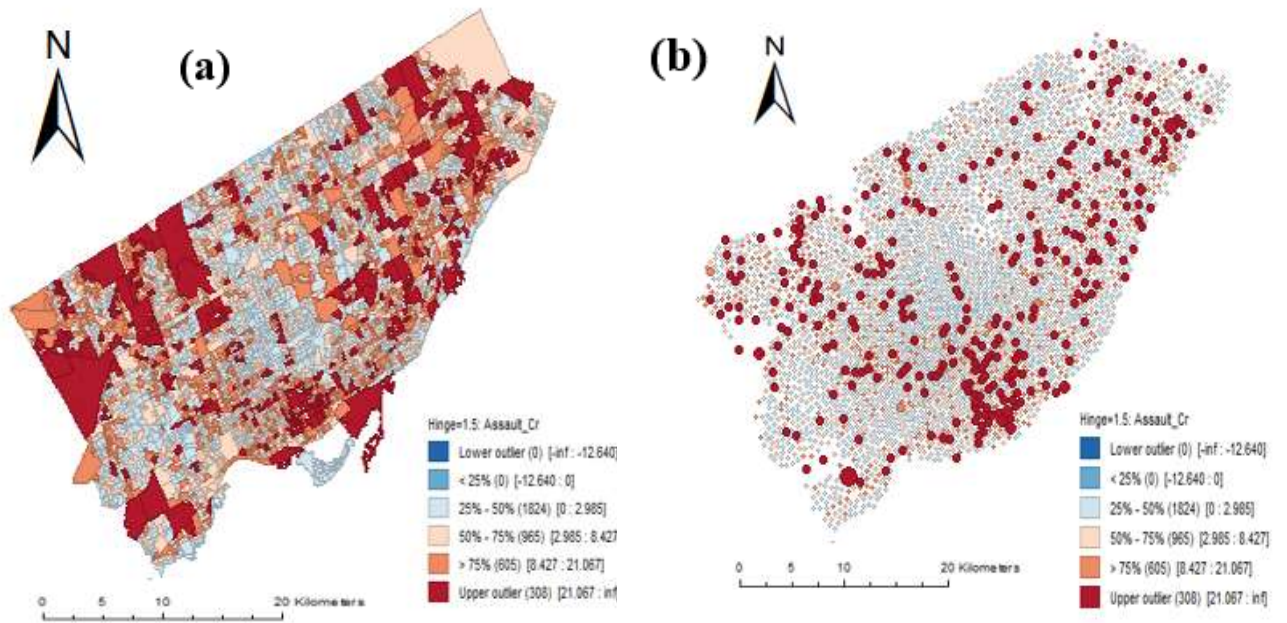 N
(a)
Hinge=1.5: Assault_Cr
Lower outlier (0) [-inf : -12.640]
< 25% (0) [-12.640 : 0]
25% - 50% (1824) [0 : 2.985]
50% - 75% (965) [2.985 : 8.427
> 75% (605) [8.427 : 21.067]
Upper outlier (308) [21.067 : inf]
0 5 10 20 Kilometers
(b)
N
Hinge=1.5: Assault_Cr
Lower outlier (0) [-inf : -12.640]
< 25% (0) [-12.640 : 0]
25% - 50% (1824) [0 : 2.985]
50% - 75% (965) [2.985 : 8.427]
> 75% (605) [8.427 : 21.067]
Upper outlier (308) [21.067 : inf]
0 5 10 20 Kilometers